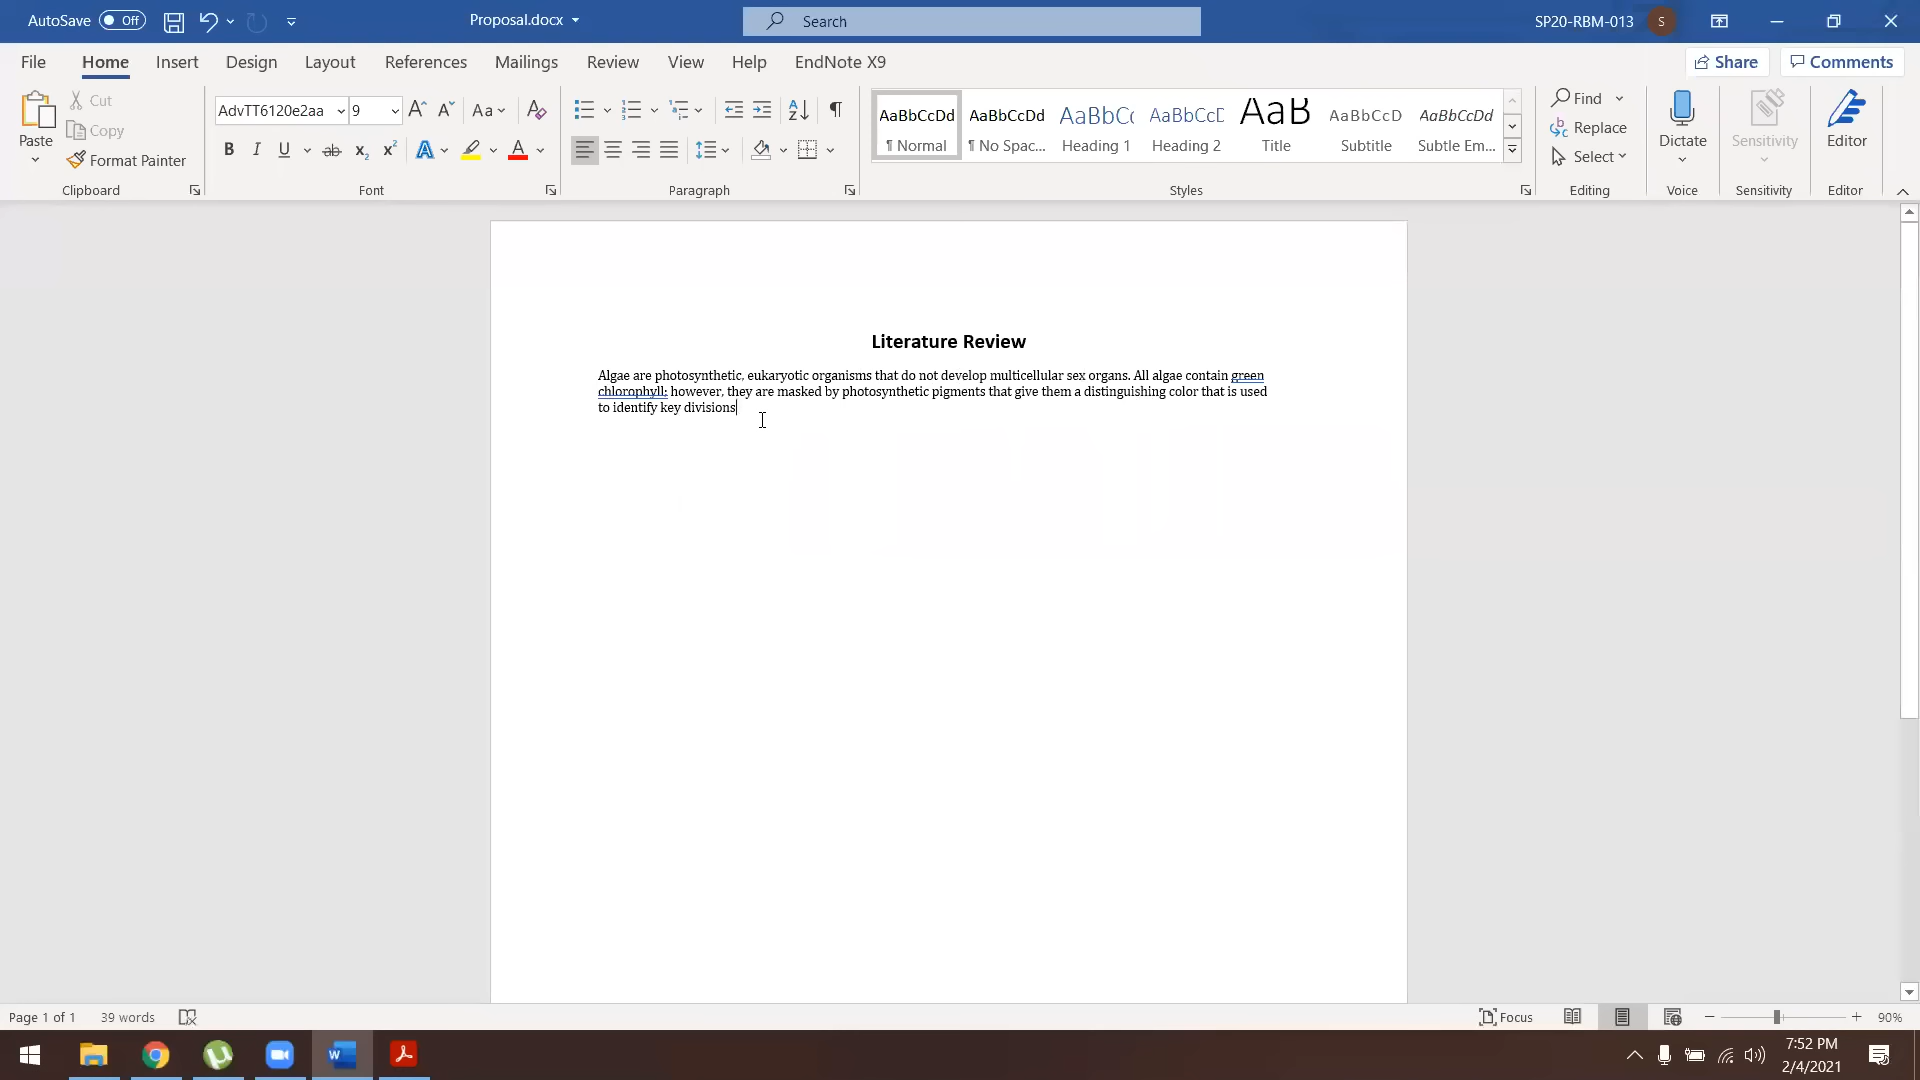 AutoSave Off Proposal.docx Search SP20-RBM-013 S
File Home Insert Design Layout References Mailings Review View Help EndNote X9 Share Comments
Paste
Cut
Copy
Format Painter
Clipboard
AdvTT6120e2aa 9
Font
Paragraph
AaBbCcDd AaBbCcDd AaBbCc AaBbCcD AaB AaBbCcD AaBbCcDd
¶ Normal ¶ No Spac... Heading 1 Heading 2 Title Subtitle Subtle Em...
Styles
Find
Replace
Select
Editing
Dictate
Voice
Sensitivity
Sensitivity
Editor
Editor
Literature Review
Algae are photosynthetic, eukaryotic organisms that do not develop multicellular sex organs. All algae contain green
chlorophyll; however, they are masked by photosynthetic pigments that give them a distinguishing color that is used
to identify key divisions
Page 1 of 1 39 words Focus 90%
7:52 PM
2/4/2021